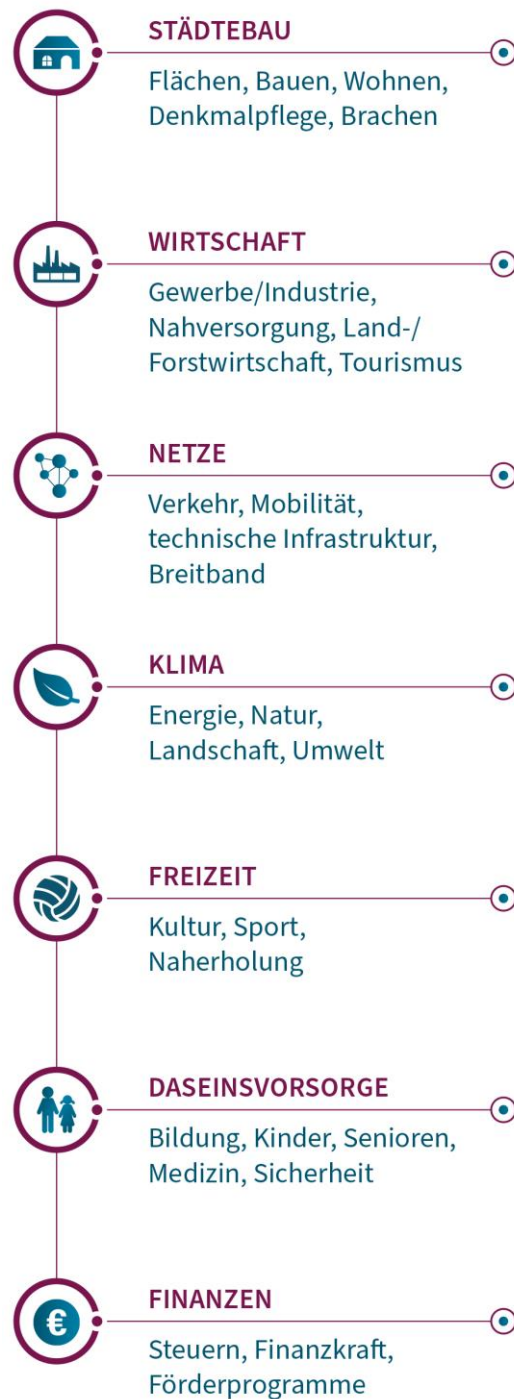 STÄDTEBAU
Flächen, Bauen, Wohnen,
Denkmalpflege, Brachen
WIRTSCHAFT
Gewerbe/Industrie,
Nahversorgung, Land-/
Forstwirtschaft, Tourismus
NETZE
Verkehr, Mobilität,
technische Infrastruktur,
Breitband
KLIMA
Energie, Natur,
Landschaft, Umwelt
FREIZEIT
Kultur, Sport,
Naherholung
DASEINSVORSORGE
Bildung, Kinder, Senioren,
Medizin, Sicherheit
€
FINANZEN
Steuern, Finanzkraft,
Förderprogramme